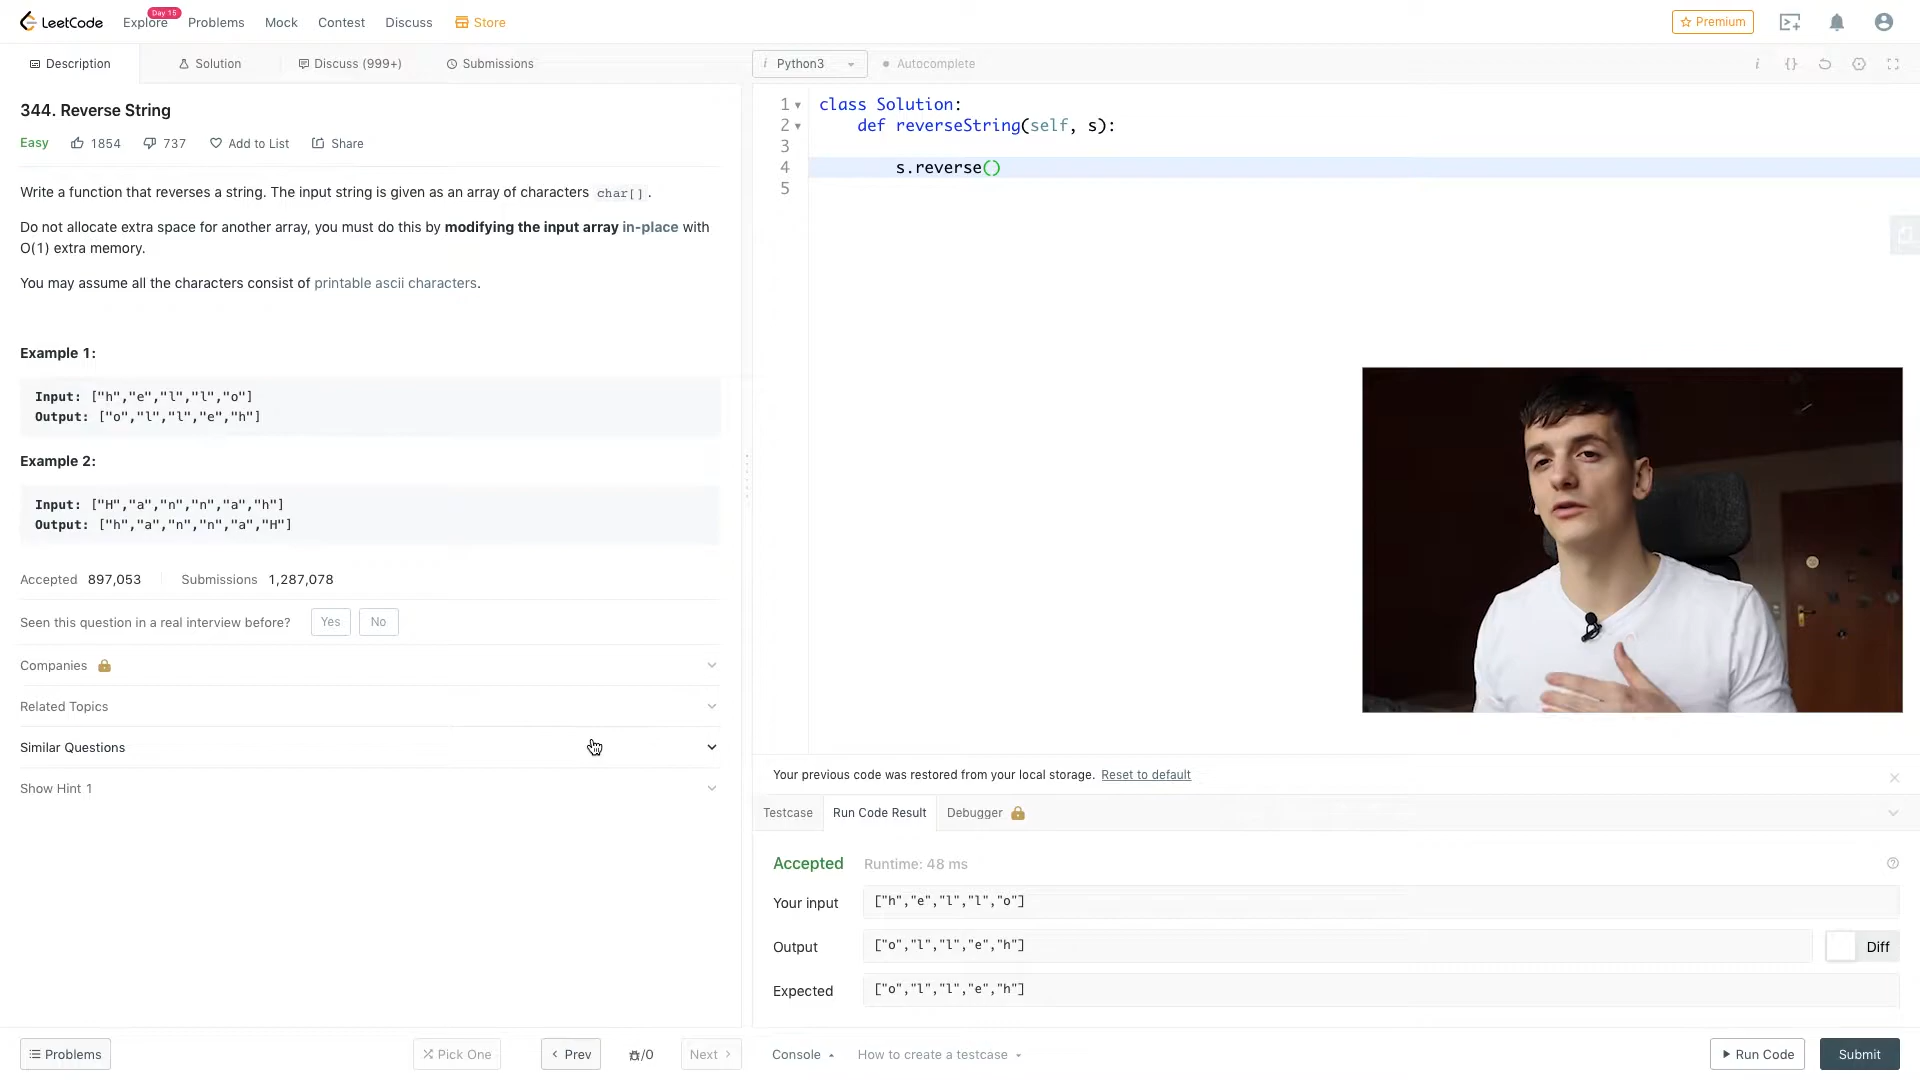 LeetCode Explore Day 15 Problems Mock Contest Discuss Store Premium
Description Solution Discuss (999+) Submissions
i Python3 Autocomplete i {}
344. Reverse String
Easy 1854 737 Add to List Share
Write a function that reverses a string. The input string is given as an array of characters char[] .
Do not allocate extra space for another array, you must do this by modifying the input array in-place with
O(1) extra memory.
You may assume all the characters consist of printable ascii characters.
Example 1:
Input: ["h","e","l","l","o"]
Output: ["o","l","l","e","h"]
Example 2:
Input: ["H","a","n","n","a","h"]
Output: ["h","a","n","n","a","H"]
Accepted 897,053 Submissions 1,287,078
Seen this question in a real interview before? Yes No
Companies
Related Topics
Similar Questions
Show Hint 1
Problems Pick One Prev /0 Next
1 class Solution:
2 def reverseString(self, s):
3
4 s.reverse()
5
Your previous code was restored from your local storage. Reset to default
Testcase Run Code Result Debugger
Accepted Runtime: 48 ms
Your input ["h","e","l","l","o"]
Output ["o","l","l","e","h"] Diff
Expected ["o","l","l","e","h"]
Console How to create a testcase Run Code Submit